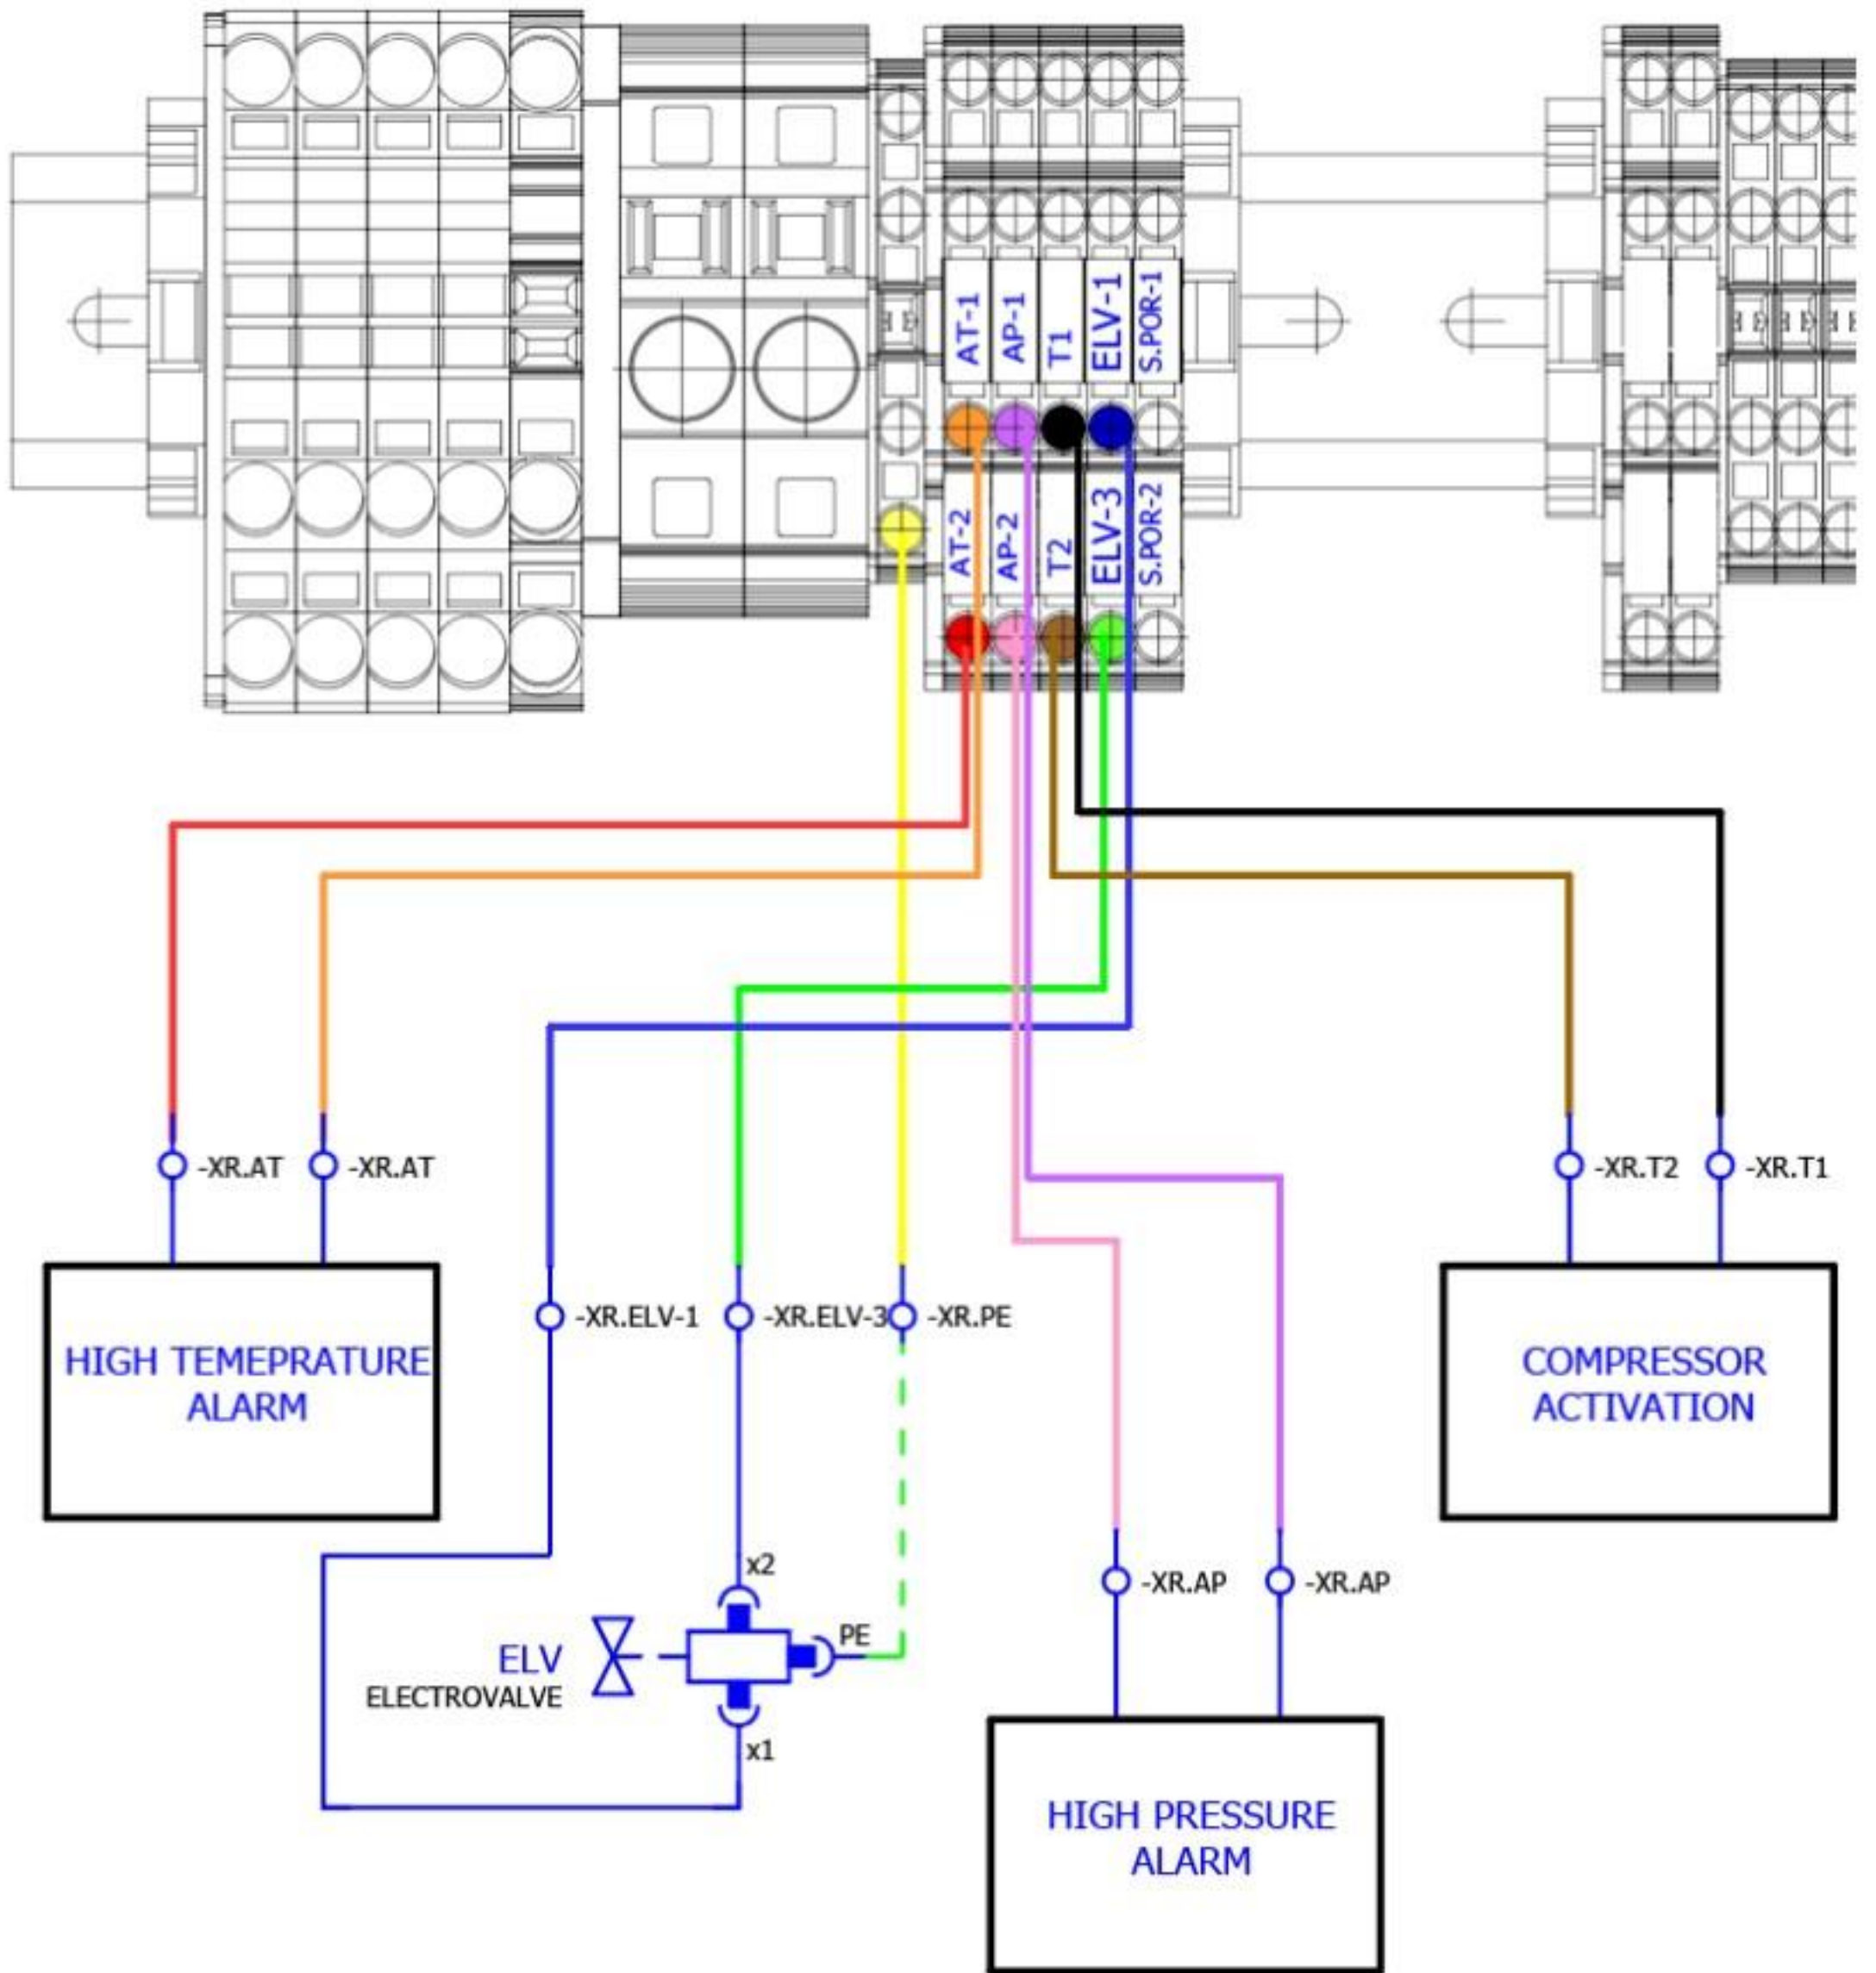 AT-1
AP-1
T1
ELV-1
S.POR-1
AT-2
AP-2
T2
ELV-3
S.POR-2
-XR.AT
-XR.AT
-XR.T2
-XR.T1
-XR.ELV-1
-XR.ELV-3
-XR.PE
HIGH TEMEPRATURE
ALARM
COMPRESSOR
ACTIVATION
x2
-XR.AP
-XR.AP
PE
ELV
ELECTROVALVE
x1
HIGH PRESSURE
ALARM